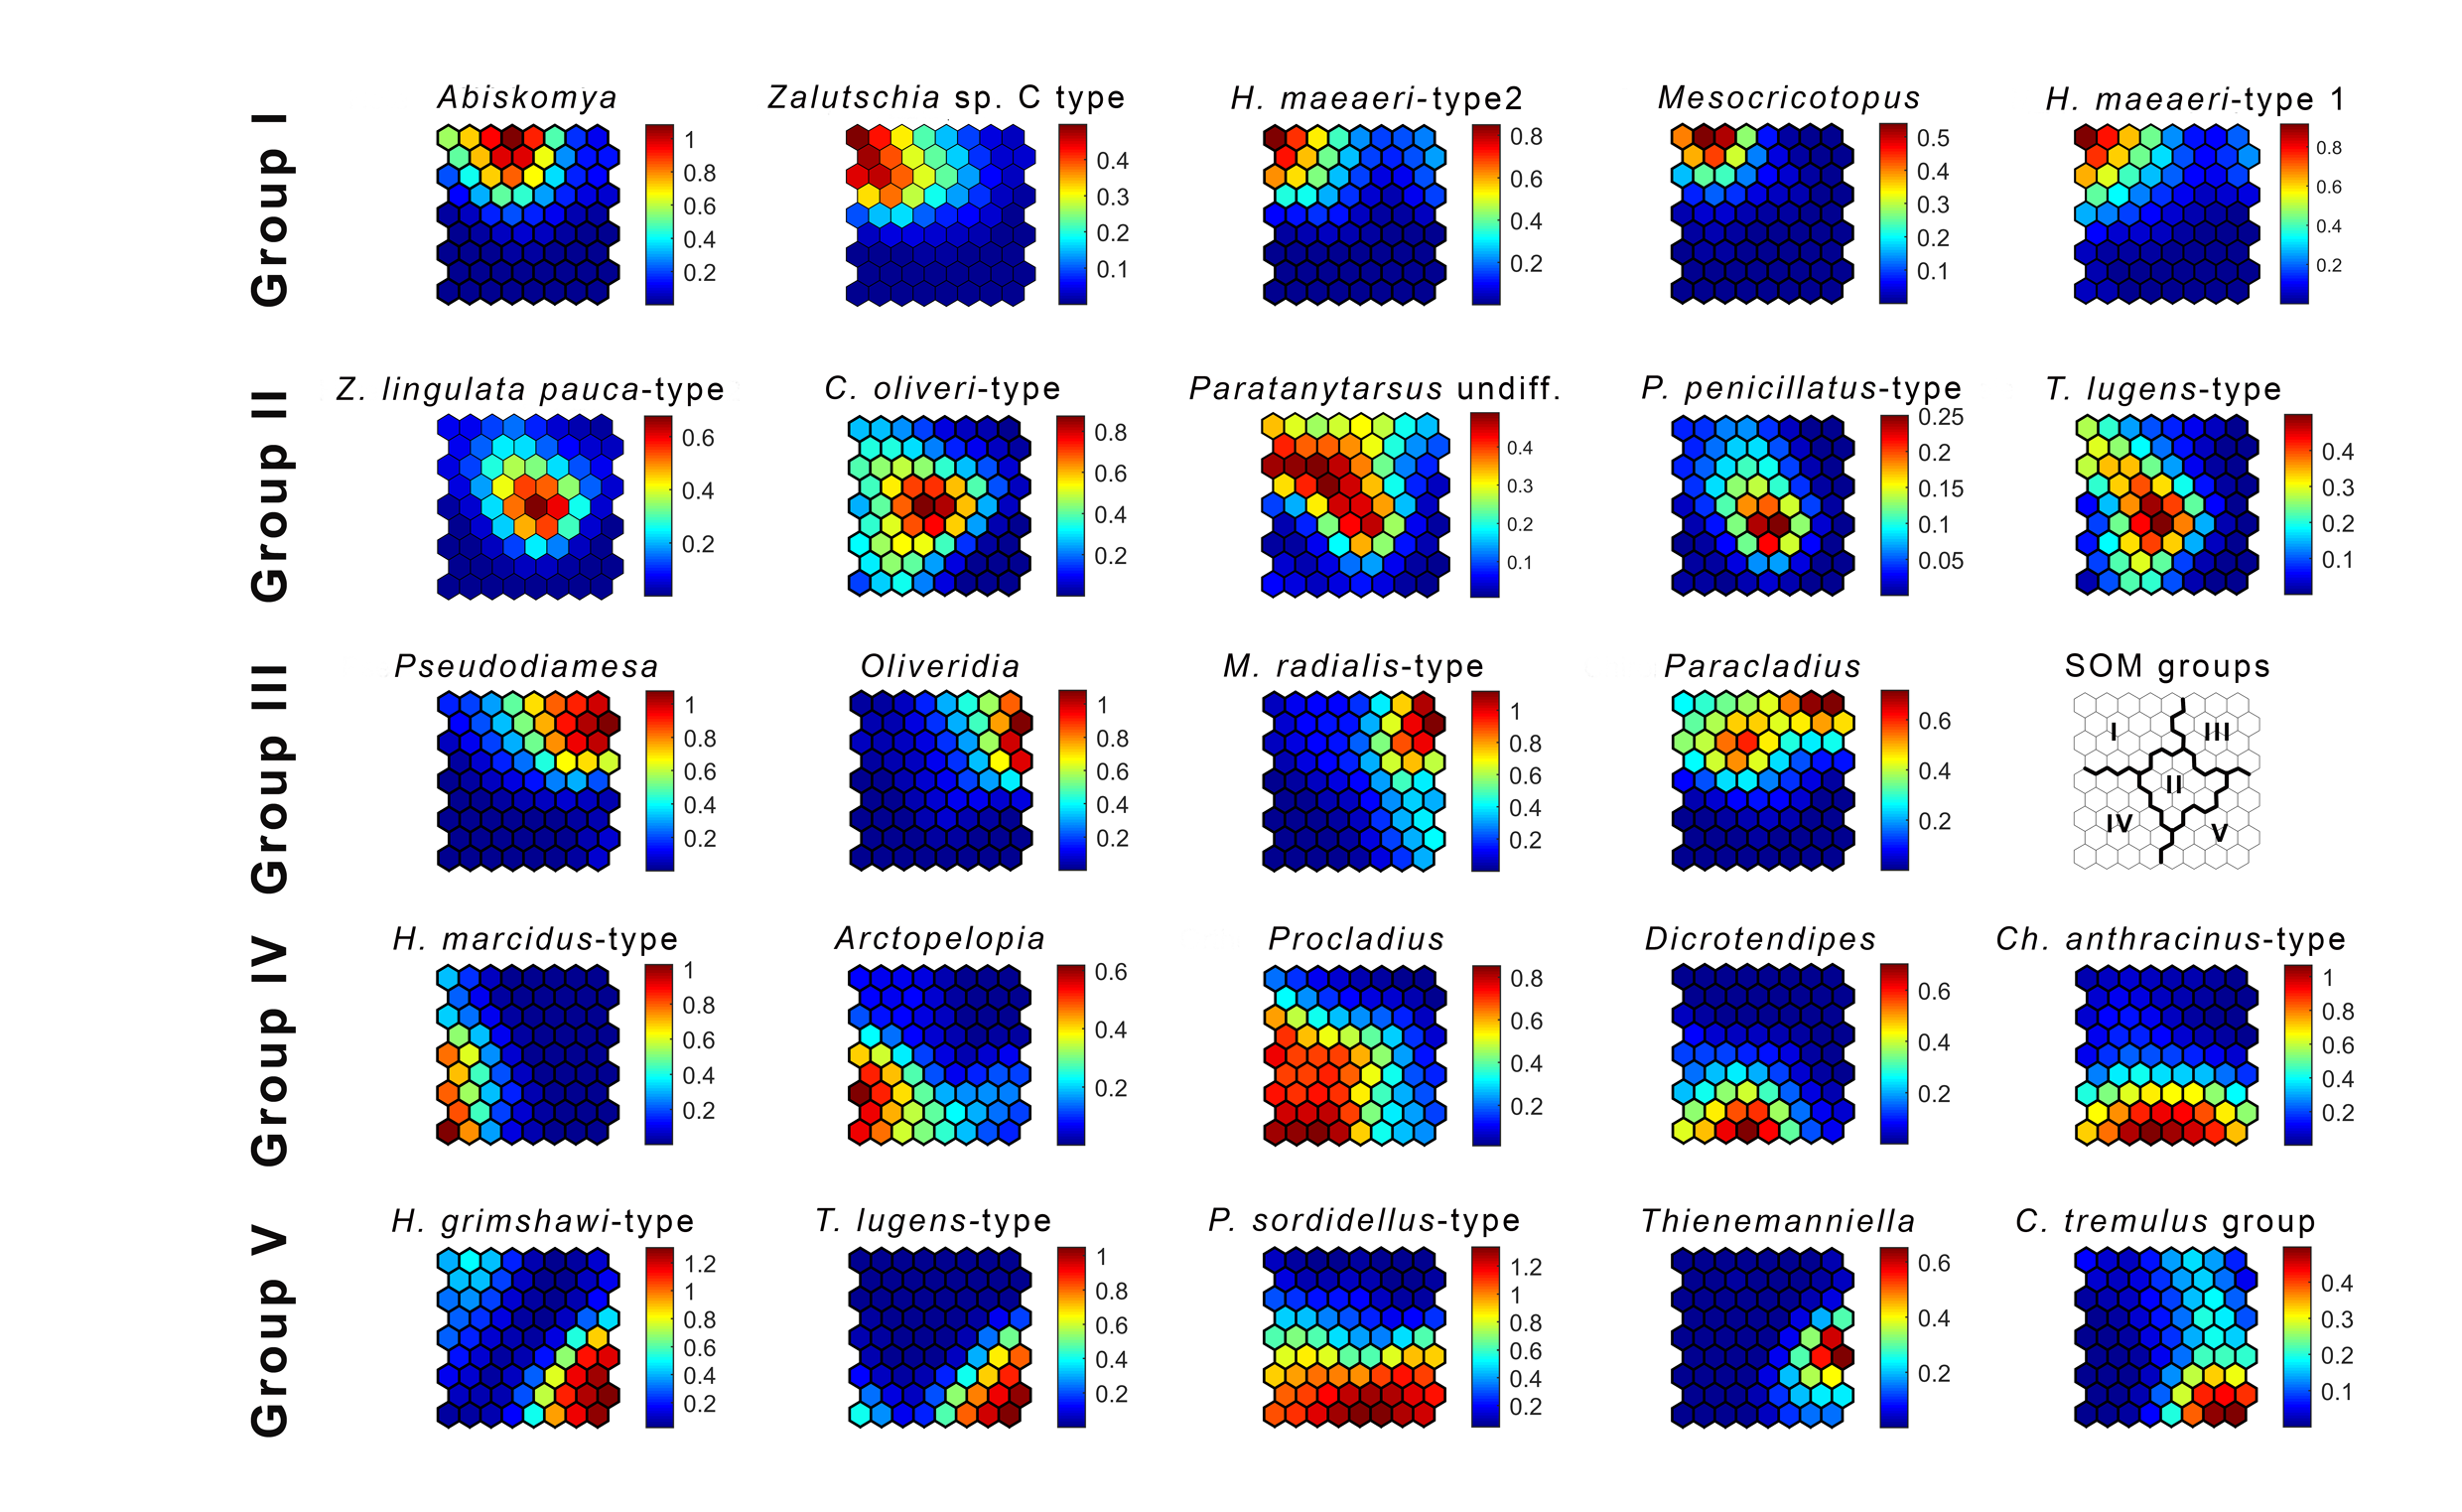 Group I
Abiskomya
1
0.8
0.6
0.4
0.2
Zalutschia sp. C type
0.4
0.3
0.2
0.1
H. maeaeri-type2
0.8
0.6
0.4
0.2
Mesocricotopus
0.5
0.4
0.3
0.2
0.1
H. maeaeri-type 1
0.8
0.6
0.4
0.2
Group II
Z. lingulata pauca-type
0.6
0.4
0.2
C. oliveri-type
0.8
0.6
0.4
0.2
Paratanytarsus undiff.
0.4
0.3
0.2
0.1
P. penicillatus-type
0.25
0.2
0.15
0.1
0.05
T. lugens-type
0.4
0.3
0.2
0.1
Group III
Pseudodiamesa
1
0.8
0.6
0.4
0.2
Oliveridia
1
0.8
0.6
0.4
0.2
M. radialis-type
1
0.8
0.6
0.4
0.2
Paracladius
0.6
0.4
0.2
SOM groups
I
III
II
IV
V
Group IV
H. marcidus-type
1
0.8
0.6
0.4
0.2
Arctopelopia
0.6
0.4
0.2
Procladius
0.8
0.6
0.4
0.2
Dicrotendipes
0.6
0.4
0.2
Ch. anthracinus-type
1
0.8
0.6
0.4
0.2
Group V
H. grimshawi-type
1.2
1
0.8
0.6
0.4
0.2
T. lugens-type
1
0.8
0.6
0.4
0.2
P. sordidellus-type
1.2
1
0.8
0.6
0.4
0.2
Thienemanniella
0.6
0.4
0.2
C. tremulus group
0.4
0.3
0.2
0.1